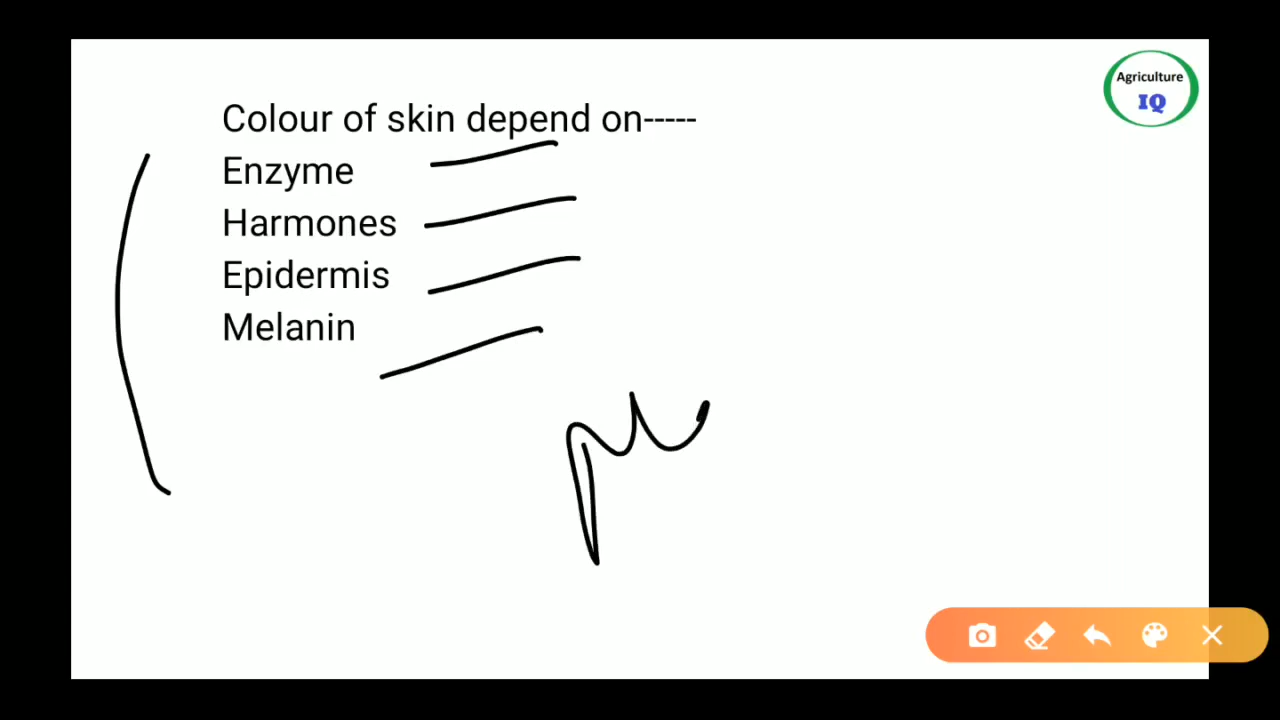 Agriculture
IQ
Colour of skin depend on-----
Enzyme
Harmones
Epidermis
Melanin